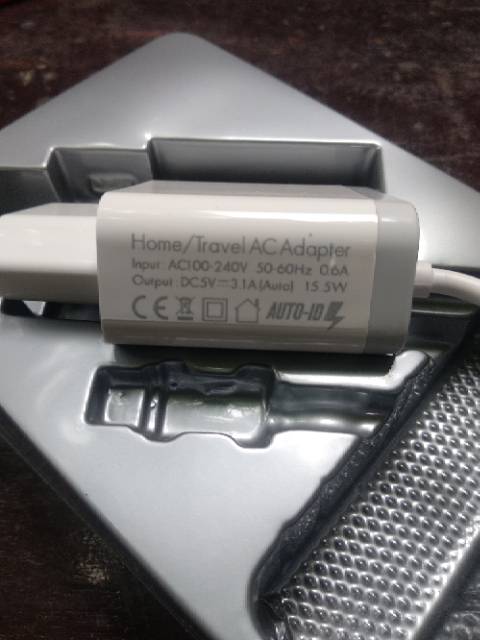 Home/Travel AC Adapter
Input: AC100-240V 50-60Hz 0.6A
Output: DC5V⎓3.1A(Auto) 15.5W
CE AUTO-ID